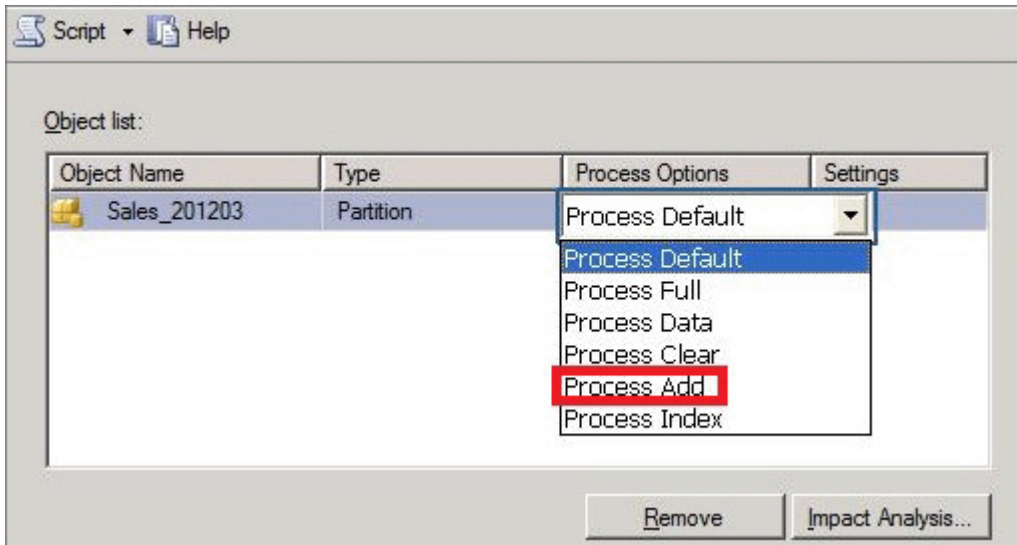 Script Help
Object list:
Object Name Type Process Options Settings
Sales_201203 Partition Process Default
Process Default
Process Full
Process Data
Process Clear
Process Add
Process Index
Remove Impact Analysis...